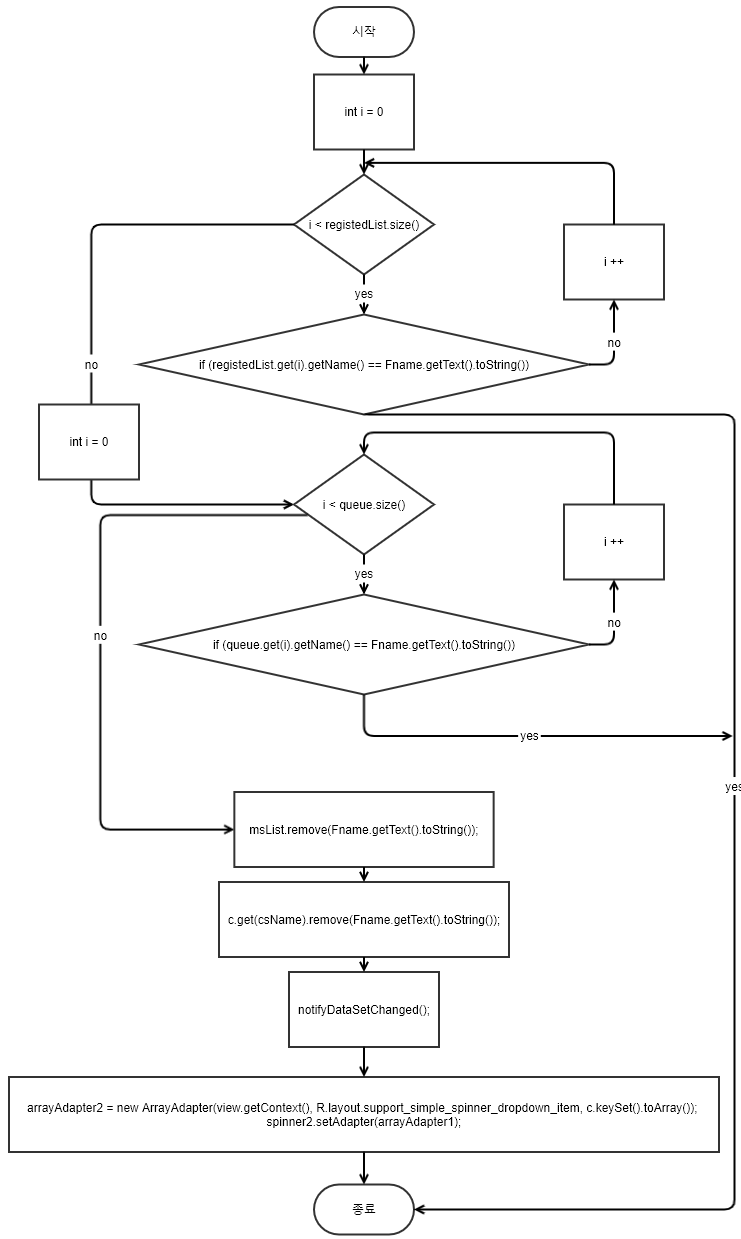 시작
int i = 0
i < registedList.size()
i ++
yes
if (registedList.get(i).getName() == Fname.getText().toString())
no
no
int i = 0
i < queue.size()
i ++
yes
if (queue.get(i).getName() == Fname.getText().toString())
no
no
yes
yes
msList.remove(Fname.getText().toString());
c.get(csName).remove(Fname.getText().toString());
notifyDataSetChanged();
arrayAdapter2 = new ArrayAdapter(view.getContext(), R.layout.support_simple_spinner_dropdown_item, c.keySet().toArray());
spinner2.setAdapter(arrayAdapter1);
종료